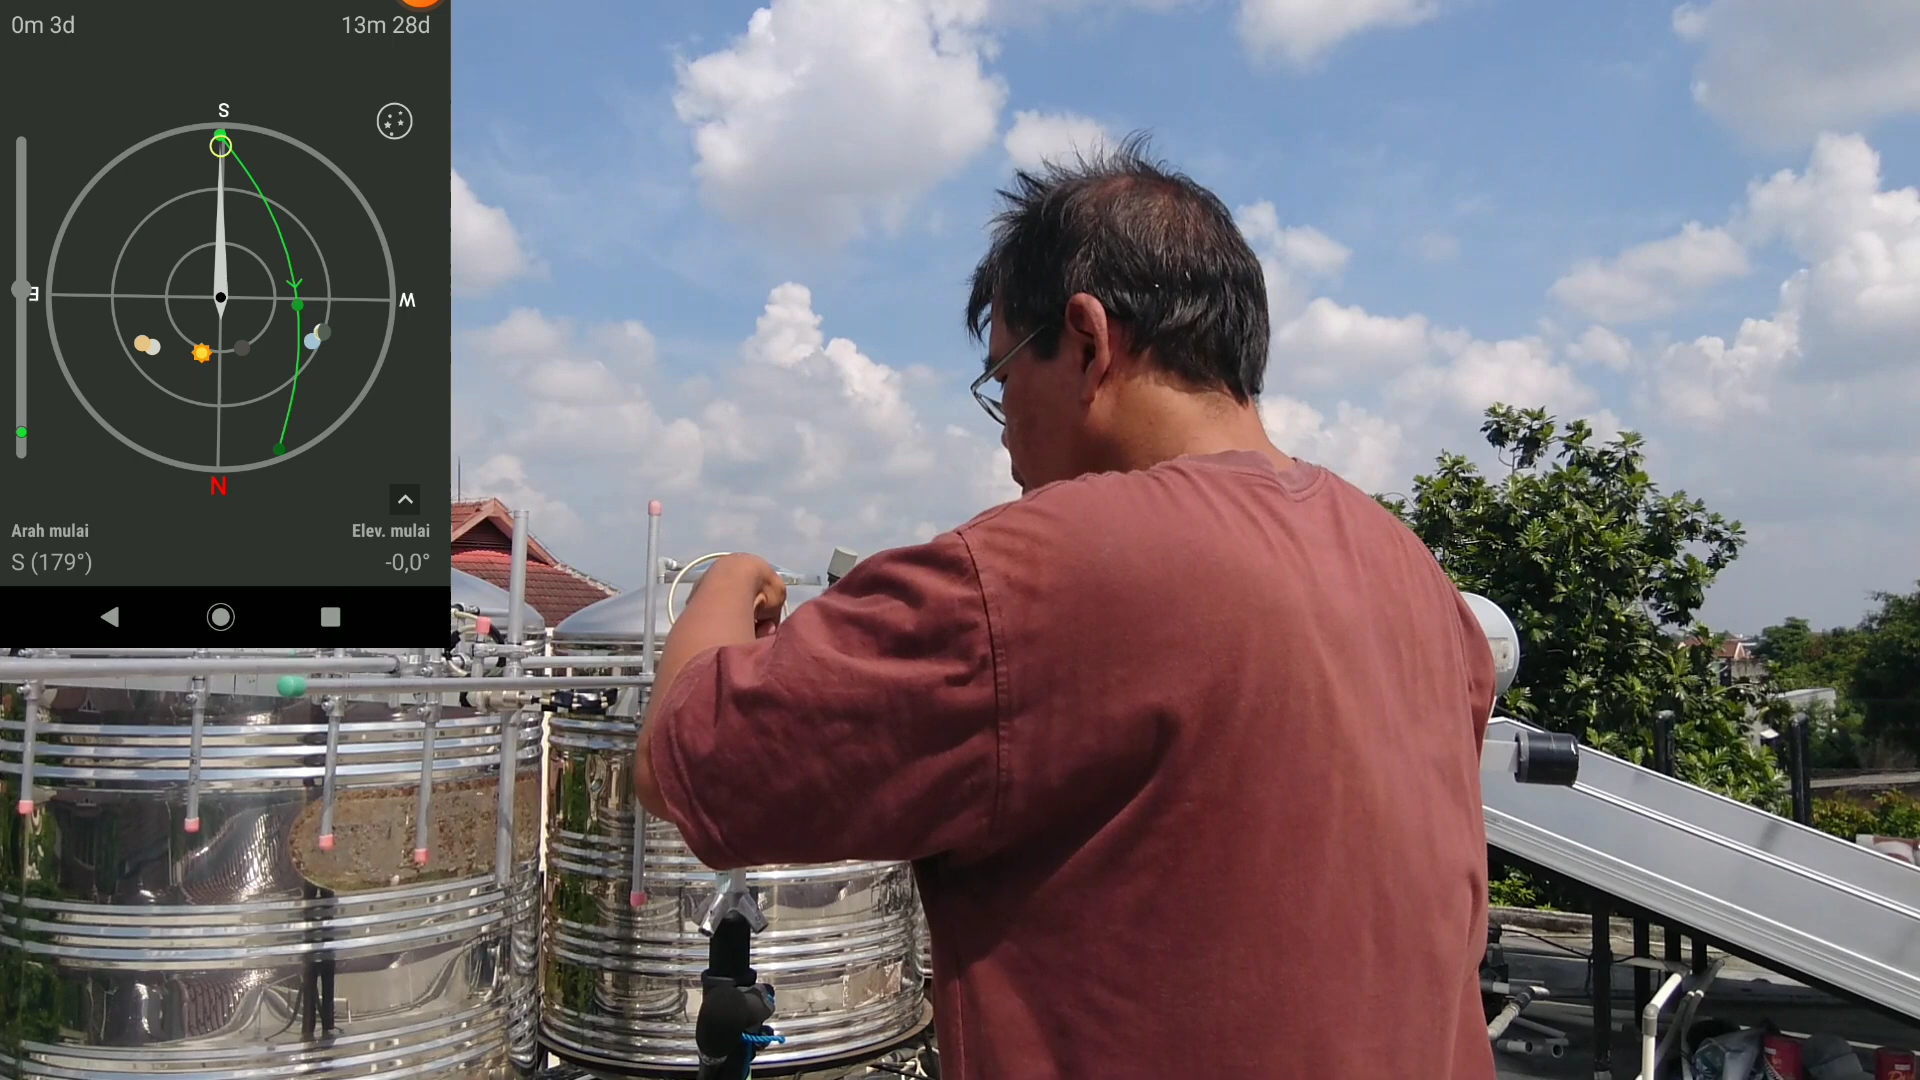 0m 3d
13m 28d
S
E
W
N
Arah mulai
Elev. mulai
S (179°)
-0,0°